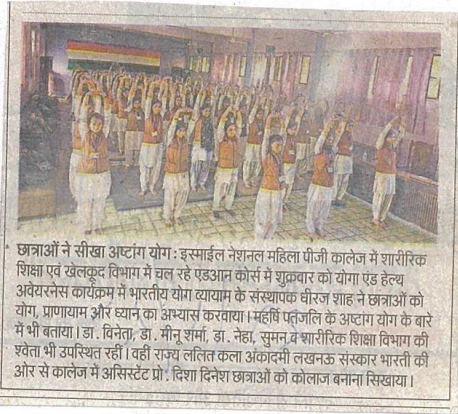 छात्राओं ने सीखा अष्टांग योग : इस्माईल नेशनल महिला पीजी कालेज में शारीरिक
शिक्षा एवं खेलकूद विभाग में चल रहे एडआन कोर्स में शुक्रवार को योगा एंड हेल्थ
अवेयरनेस कार्यक्रम में भारतीय योग व्यायाम के संस्थापक धीरज शाह ने छात्राओं को
योग, प्राणायाम और ध्यान का अभ्यास करवाया। महर्षि पतंजलि के अष्टांग योग के बारे
में भी बताया। डा. विनेता, डा. मीनू शर्मा, डा. नेहा, सुमन व शारीरिक शिक्षा विभाग की
श्वेता भी उपस्थित रहीं। वहीं राज्य ललित कला अकादमी लखनऊ संस्कार भारती की
ओर से कालेज में असिस्टेंट प्रो. दिशा दिनेश छात्राओं को कोलाज बनाना सिखाया।